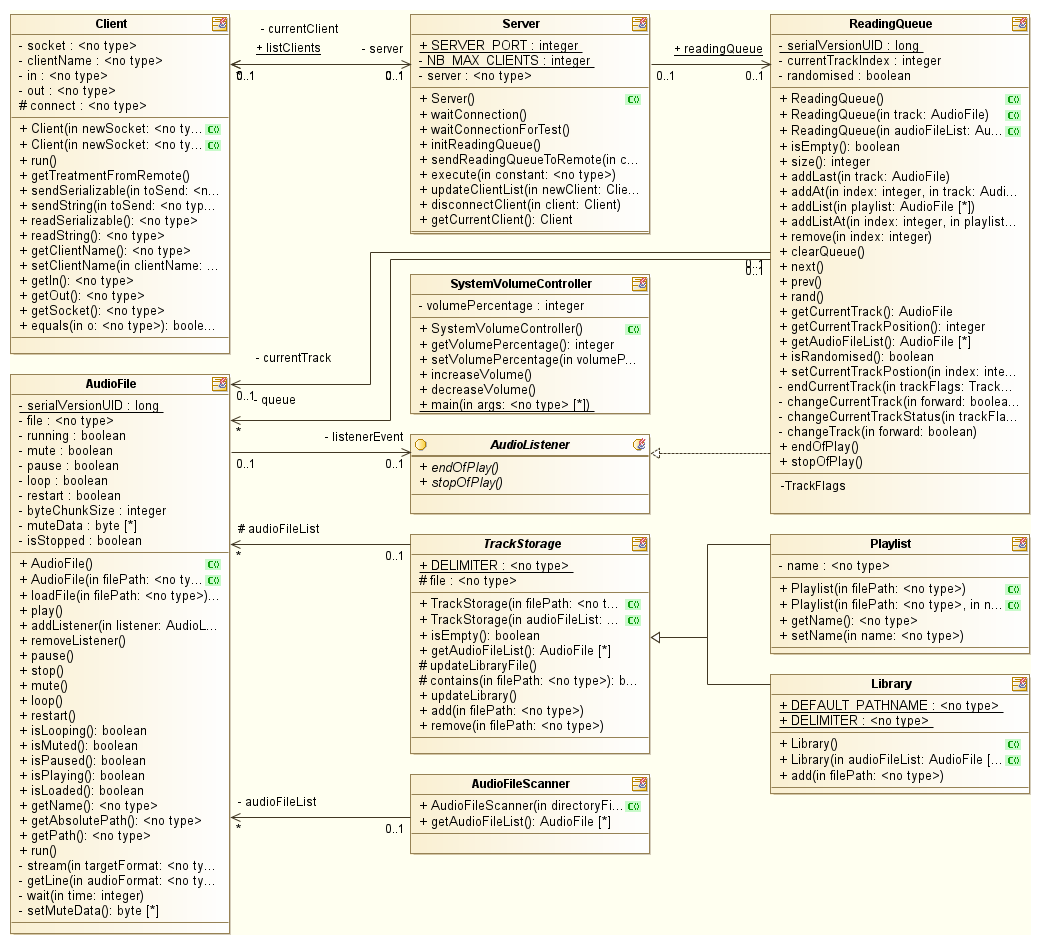 Client
- socket : <no type>
- clientName : <no type>
- in : <no type>
- out : <no type>
# connect : <no type>
+ Client(in newSocket: <no ty...
+ Client(in newSocket: <no ty...
+ run()
+ getTreatmentFromRemote()
+ sendSerializable(in toSend: <n...
+ sendString(in toSend: <no typ...
+ readSerializable(): <no type>
+ readString(): <no type>
+ getClientName(): <no type>
+ setClientName(in clientName: ...
+ getIn(): <no type>
+ getOut(): <no type>
+ getSocket(): <no type>
+ equals(in o: <no type>): boole...
- currentClient
+ listClients
- server
0..1
0..1
Server
+ SERVER_PORT : integer
- NB_MAX_CLIENTS : integer
- server : <no type>
+ Server()
+ waitConnection()
+ waitConnectionForTest()
+ initReadingQueue()
+ sendReadingQueueToRemote(in c...
+ execute(in constant: <no type>)
+ updateClientList(in newClient: Clie...
+ disconnectClient(in client: Client)
+ getCurrentClient(): Client
+ readingQueue
0..1
0..1
ReadingQueue
- serialVersionUID : long
- currentTrackIndex : integer
- randomised : boolean
+ ReadingQueue()
+ ReadingQueue(in track: AudioFile)
+ ReadingQueue(in audioFileList: Au...
+ isEmpty(): boolean
+ size(): integer
+ addLast(in track: AudioFile)
+ addAt(in index: integer, in track: Audi...
+ addList(in playlist: AudioFile [*])
+ addListAt(in index: integer, in playlist...
+ remove(in index: integer)
+ clearQueue()
+ next()
+ prev()
+ rand()
+ getCurrentTrack(): AudioFile
+ getCurrentTrackPosition(): integer
+ getAudioFileList(): AudioFile [*]
+ isRandomised(): boolean
+ setCurrentTrackPostion(in index: inte...
- endCurrentTrack(in trackFlags: Track...
- changeCurrentTrack(in forward: boolea...
- changeCurrentTrackStatus(in trackFla...
- changeTrack(in forward: boolean)
+ endOfPlay()
+ stopOfPlay()
-TrackFlags
0..1
0..1
SystemVolumeController
- volumePercentage : integer
+ SystemVolumeController()
+ getVolumePercentage(): integer
+ setVolumePercentage(in volumeP...
+ increaseVolume()
+ decreaseVolume()
+ main(in args: <no type> [*])
- currentTrack
0..1
- queue
*
AudioFile
- serialVersionUID : long
- file : <no type>
- running : boolean
- mute : boolean
- pause : boolean
- loop : boolean
- restart : boolean
- byteChunkSize : integer
- muteData : byte [*]
- isStopped : boolean
+ AudioFile()
+ AudioFile(in filePath: <no ty...
+ loadFile(in filePath: <no type>)...
+ play()
+ addListener(in listener: AudioL...
+ removeListener()
+ pause()
+ stop()
+ mute()
+ loop()
+ restart()
+ isLooping(): boolean
+ isMuted(): boolean
+ isPaused(): boolean
+ isPlaying(): boolean
+ isLoaded(): boolean
+ getName(): <no type>
+ getAbsolutePath(): <no type>
+ getPath(): <no type>
+ run()
- stream(in targetFormat: <no ty...
- getLine(in audioFormat: <no ty...
- wait(in time: integer)
- setMuteData(): byte [*]
- listenerEvent
0..1
0..1
AudioListener
+ endOfPlay()
+ stopOfPlay()
# audioFileList
*
0..1
TrackStorage
+ DELIMITER : <no type>
# file : <no type>
+ TrackStorage(in filePath: <no t...
+ TrackStorage(in audioFileList: ...
+ isEmpty(): boolean
+ getAudioFileList(): AudioFile [*]
# updateLibraryFile()
# contains(in filePath: <no type>): b...
+ updateLibrary()
+ add(in filePath: <no type>)
+ remove(in filePath: <no type>)
Playlist
- name : <no type>
+ Playlist(in filePath: <no type>)
+ Playlist(in filePath: <no type>, in n...
+ getName(): <no type>
+ setName(in name: <no type>)
Library
+ DEFAULT_PATHNAME : <no type>
+ DELIMITER : <no type>
+ Library()
+ Library(in audioFileList: AudioFile [...
+ add(in filePath: <no type>)
- audioFileList
*
0..1
AudioFileScanner
+ AudioFileScanner(in directoryFi...
+ getAudioFileList(): AudioFile [*]